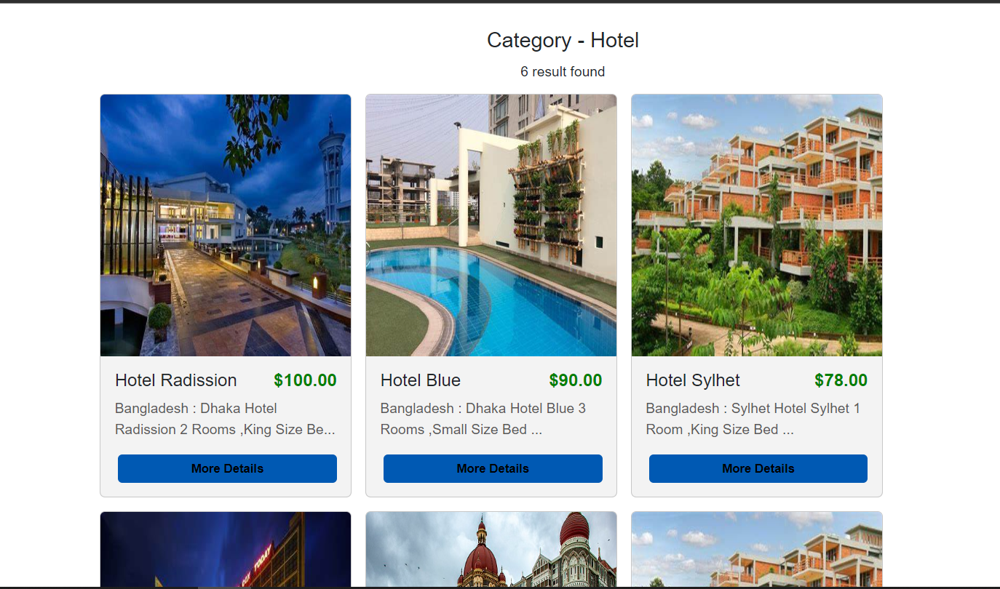 Category - Hotel
6 result found
Hotel Radission $100.00
Bangladesh : Dhaka Hotel
Radission 2 Rooms ,King Size Be...
More Details
Hotel Blue $90.00
Bangladesh : Dhaka Hotel Blue 3
Rooms ,Small Size Bed ...
More Details
Hotel Sylhet $78.00
Bangladesh : Sylhet Hotel Sylhet 1
Room ,King Size Bed ...
More Details
COX TODAY